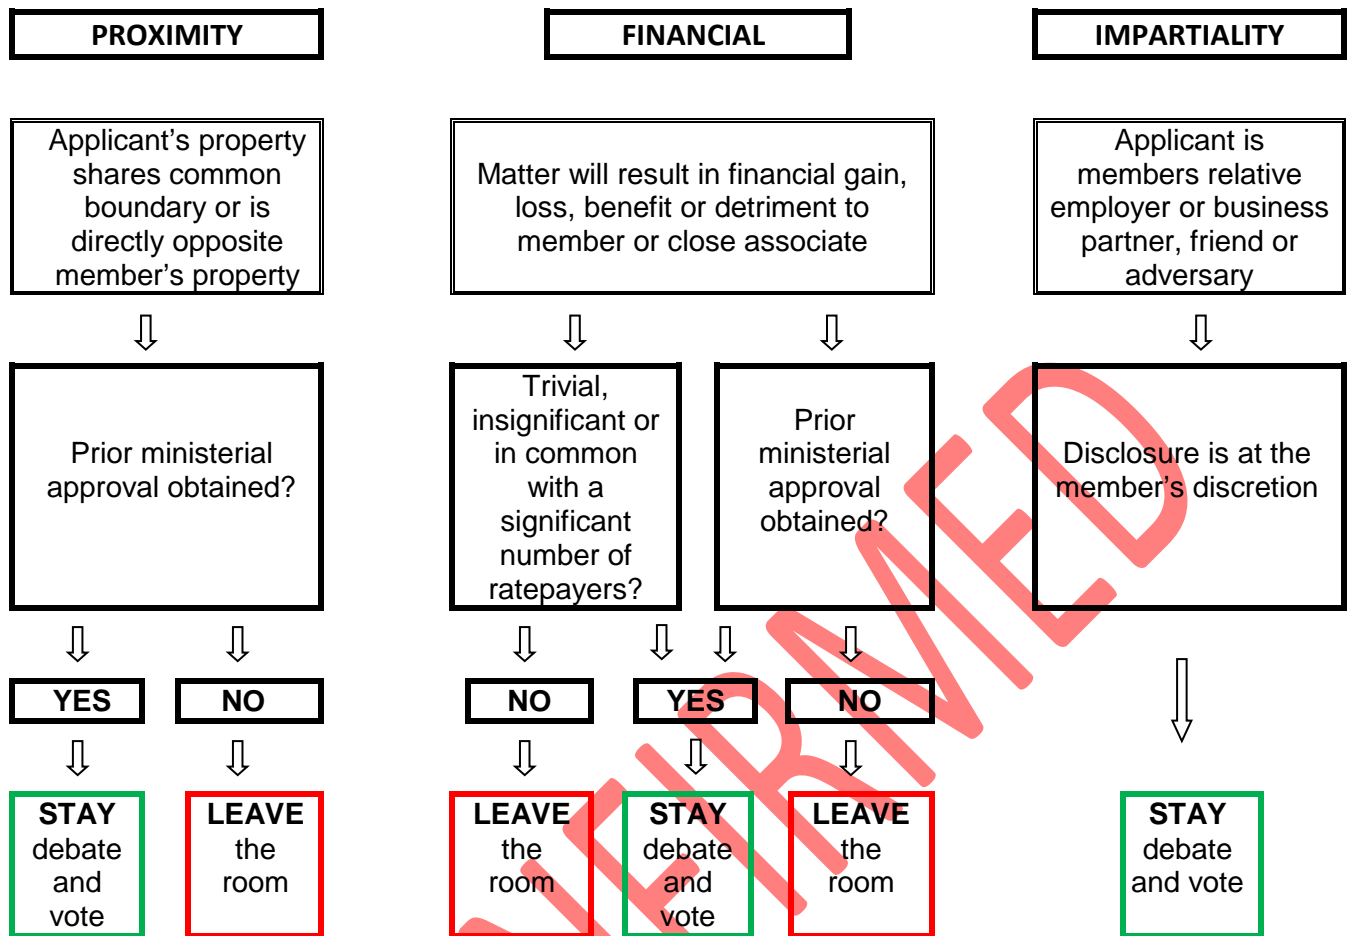 PROXIMITY
FINANCIAL
IMPARTIALITY
Applicant’s property
shares common
boundary or is
directly opposite
member’s property
Matter will result in financial gain,
loss, benefit or detriment to
member or close associate
Applicant is
members relative
employer or business
partner, friend or
adversary
Prior ministerial
approval obtained?
Trivial,
insignificant or
in common
with a
significant
number of
ratepayers?
Prior
ministerial
approval
obtained?
Disclosure is at the
member’s discretion
YES
NO
NO
YES
NO
STAY
debate
and
vote
LEAVE
the
room
LEAVE
the
room
STAY
debate
and
vote
LEAVE
the
room
STAY
debate
and vote